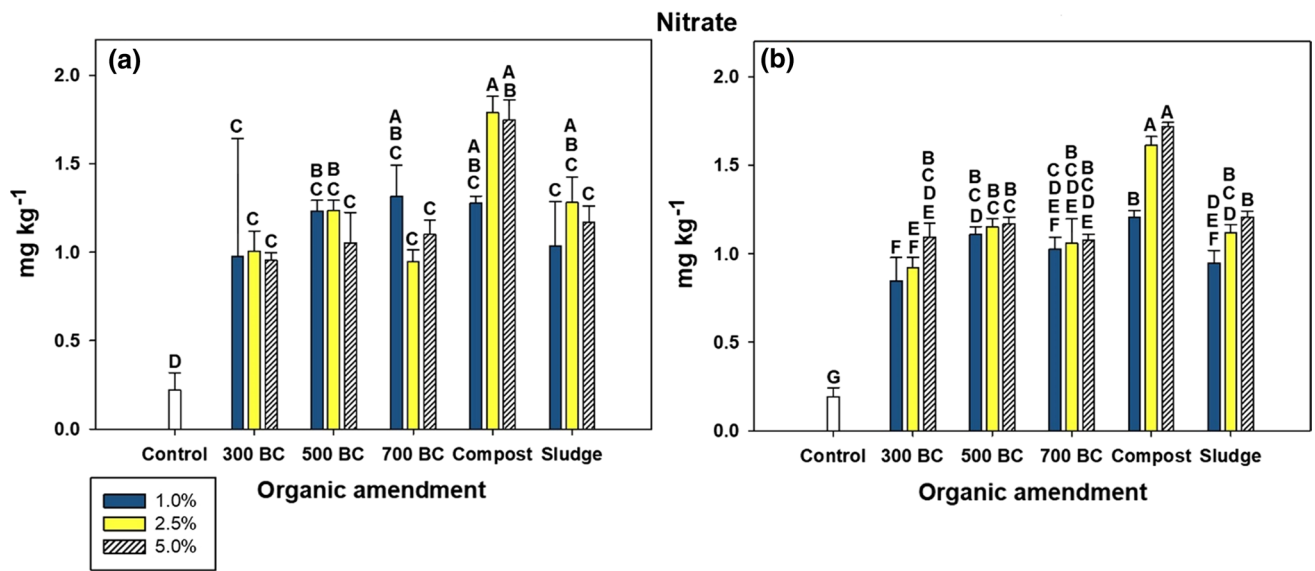 Nitrate
(a)
mg kg-1
2.0
1.5
1.0
0.5
0.0
D
C
C
C
B
C
B
C
C
A
B
C
C
C
A
B
C
A
A
B
C
A
B
C
C
Control 300 BC 500 BC 700 BC Compost Sludge
Organic amendment
1.0%
2.5%
5.0%
(b)
mg kg-1
2.0
1.5
1.0
0.5
0.0
G
F
E
F
B
C
D
E
B
C
D
B
C
B
C
C
D
E
F
B
C
D
E
B
C
D
E
B
A
A
D
E
F
B
C
D
B
Control 300 BC 500 BC 700 BC Compost Sludge
Organic amendment